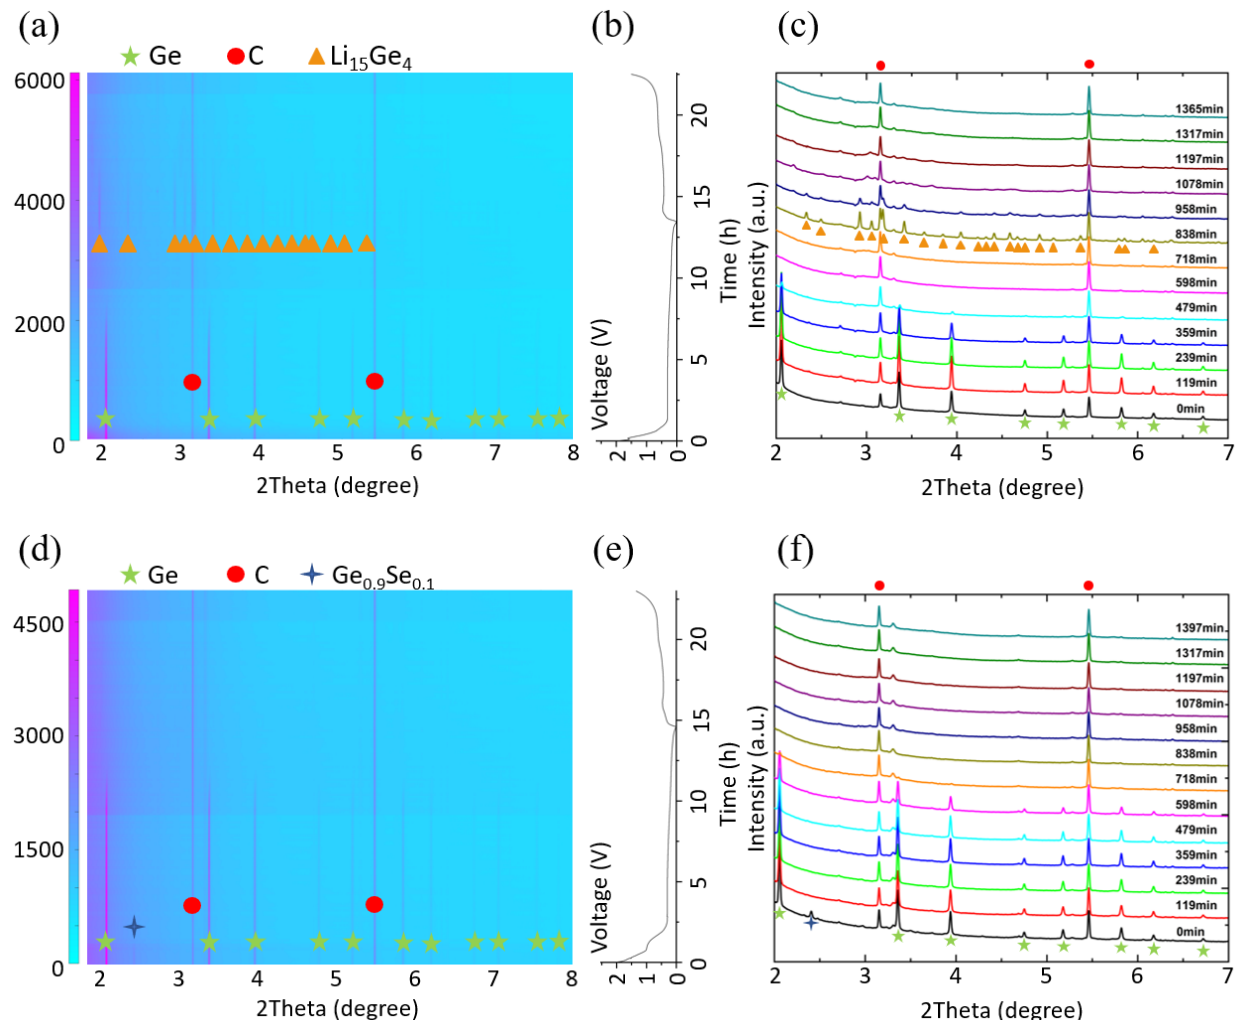 (a)
Ge
C
Li15Ge4
6000
4000
2000
0
2 3 4 5 6 7 8
2Theta (degree)
(b)
0
5
10
15
20
Time (h)
2 1 0
Voltage (V)
(c)
1365min
1317min
1197min
1078min
958min
838min
718min
598min
479min
359min
239min
119min
0min
Intensity (a.u.)
2 3 4 5 6 7
2Theta (degree)
(d)
Ge
C
Ge0.9Se0.1
4500
3000
1500
0
2 3 4 5 6 7 8
2Theta (degree)
(e)
0
5
10
15
20
Time (h)
2 1 0
Voltage (V)
(f)
1397min
1317min
1197min
1078min
958min
838min
718min
598min
479min
359min
239min
119min
0min
Intensity (a.u.)
2 3 4 5 6 7
2Theta (degree)